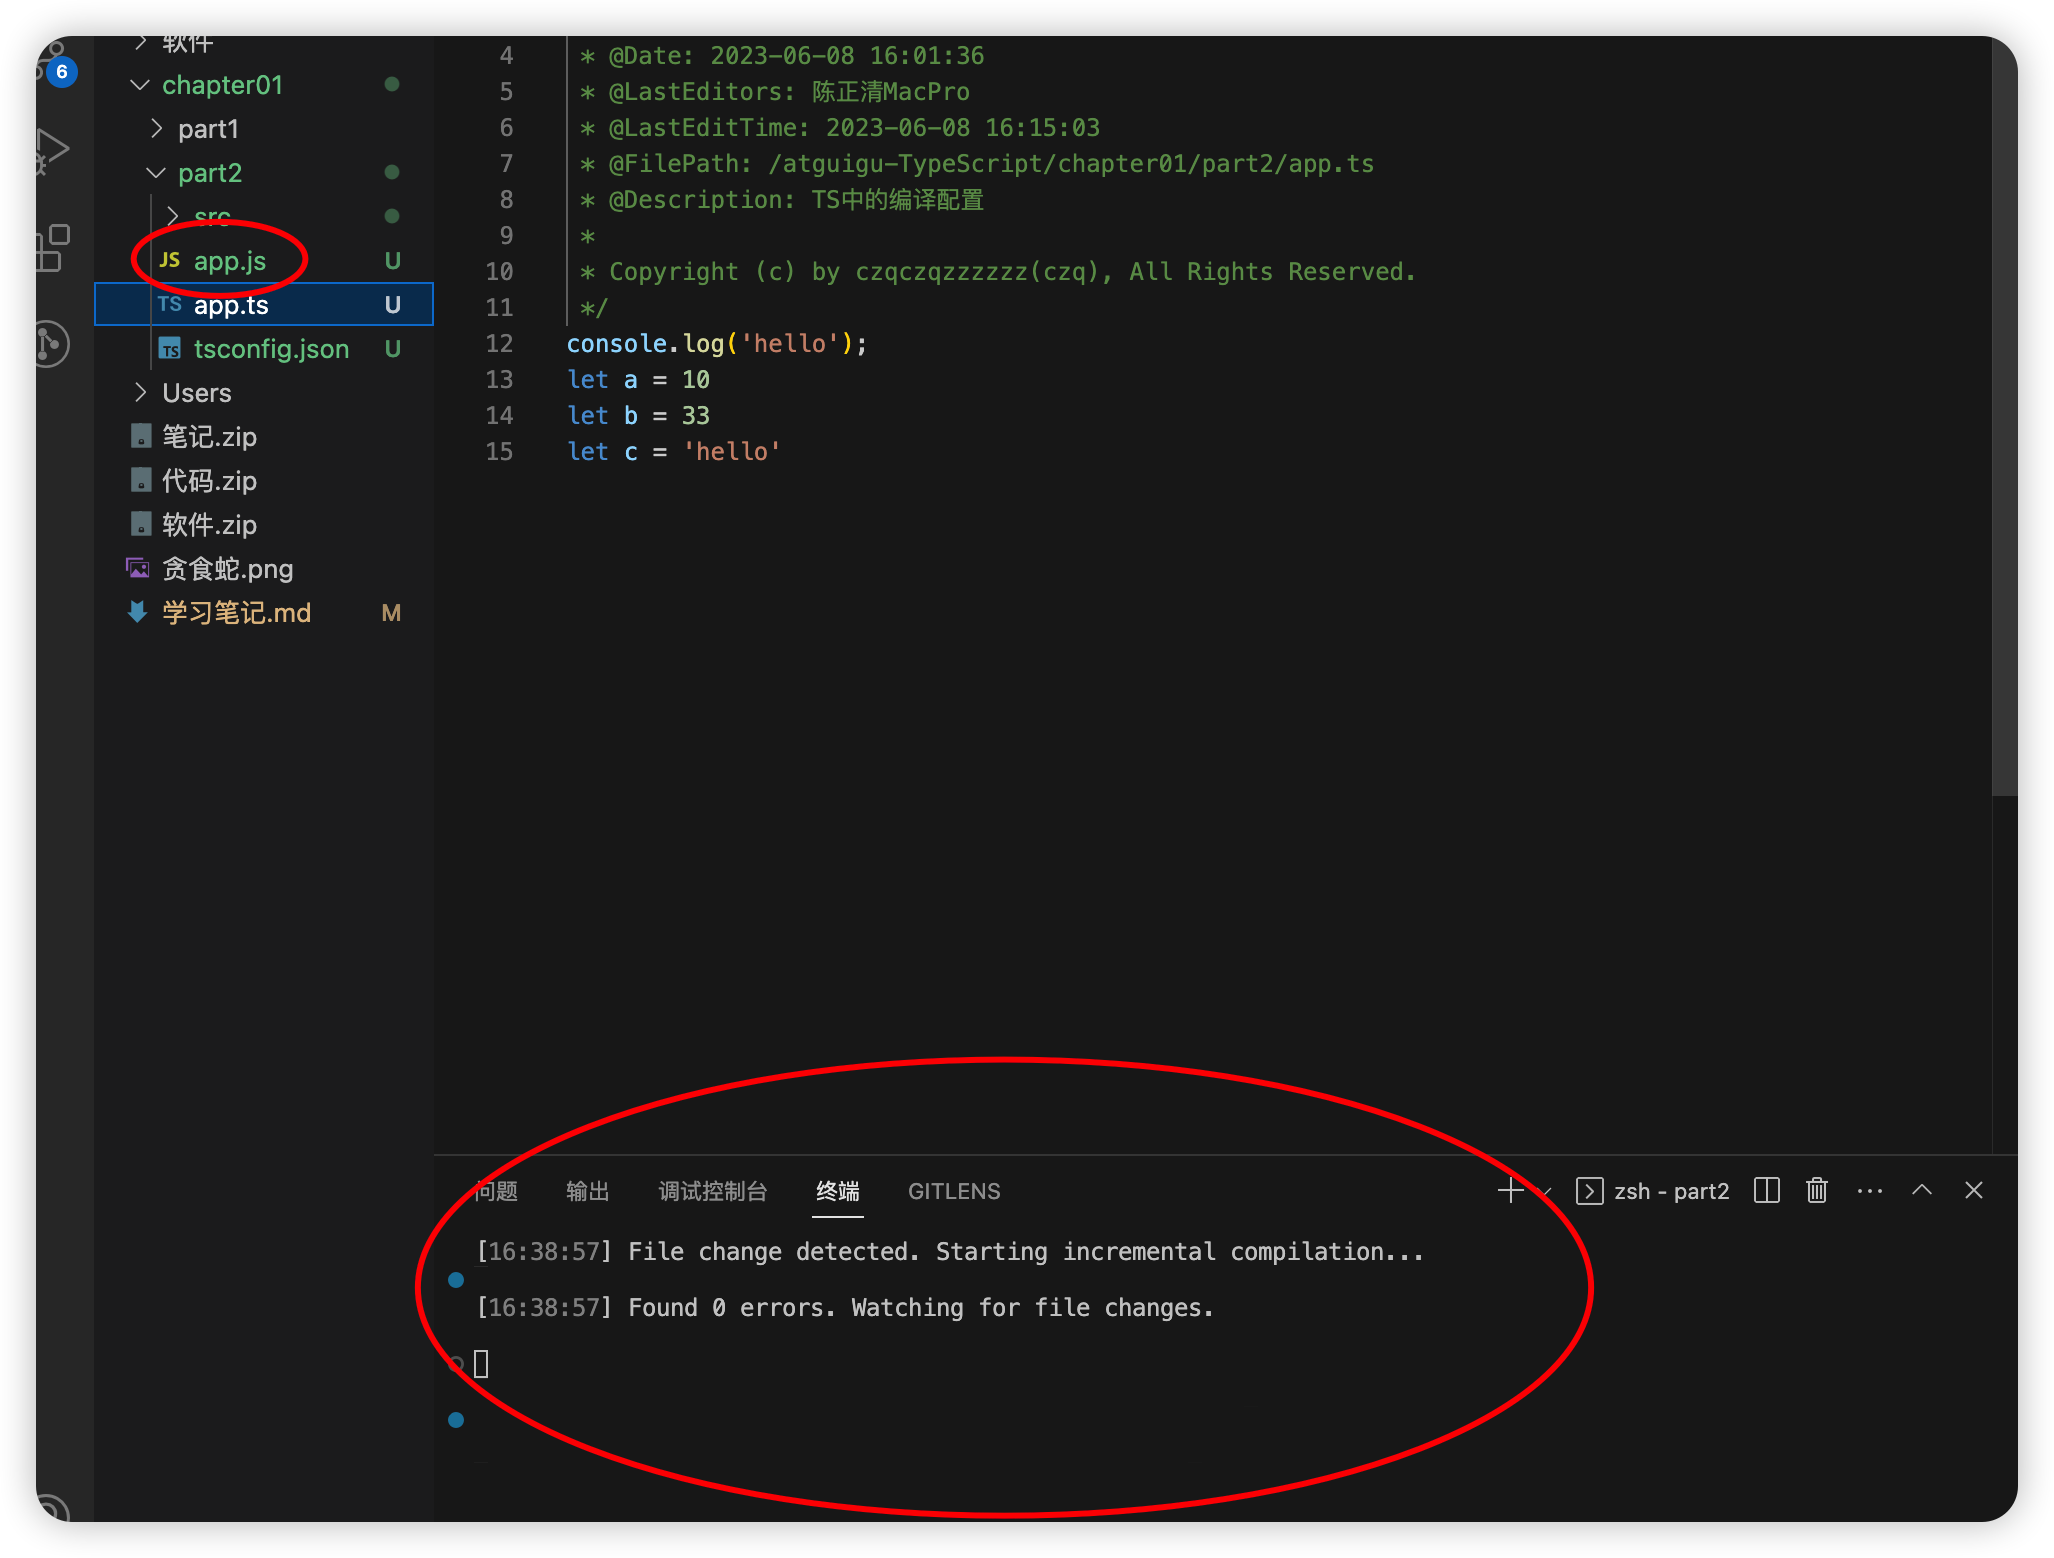 软件
6
chapter01
part1
part2
src
JS app.js U
TS app.ts U
TS tsconfig.json U
Users
笔记.zip
代码.zip
软件.zip
贪食蛇.png
学习笔记.md M
4 * @Date: 2023-06-08 16:01:36
5 * @LastEditors: 陈正清MacPro
6 * @LastEditTime: 2023-06-08 16:15:03
7 * @FilePath: /atguigu-TypeScript/chapter01/part2/app.ts
8 * @Description: TS中的编译配置
9 *
10 * Copyright (c) by czqczqzzzzzz(czq), All Rights Reserved.
11 */
12 console.log('hello');
13 let a = 10
14 let b = 33
15 let c = 'hello'
问题 输出 调试控制台 终端 GITLENS zsh - part2
[16:38:57] File change detected. Starting incremental compilation...
[16:38:57] Found 0 errors. Watching for file changes.